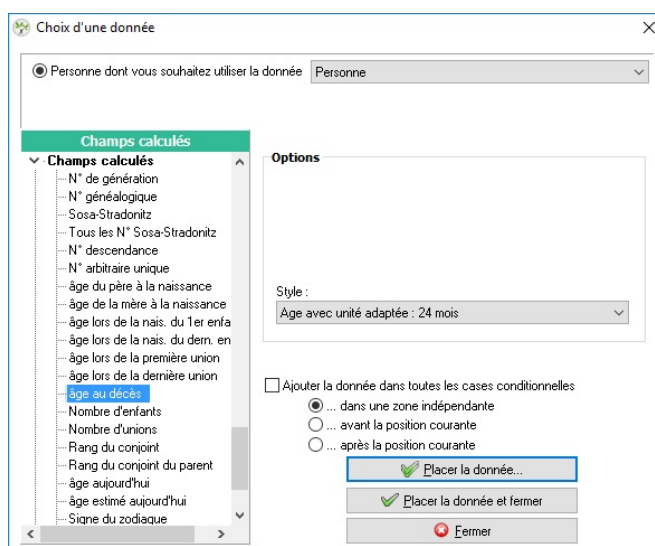 Choix d'une donnée
Personne dont vous souhaitez utiliser la donnée Personne
Champs calculés
Champs calculés
N° de génération
N° généalogique
Sosa-Stradonitz
Tous les N° Sosa-Stradonitz
N° descendance
N° arbitraire unique
âge du père à la naissance
âge de la mère à la naissance
âge lors de la nais. du 1er enfa
âge lors de la nais. du dern. en
âge lors de la première union
âge lors de la dernière union
âge au décès
Nombre d'enfants
Nombre d'unions
Rang du conjoint
Rang du conjoint du parent
âge aujourd'hui
âge estimé aujourd'hui
Signe du zodiaque
Options
Style :
Age avec unité adaptée : 24 mois
Ajouter la donnée dans toutes les cases conditionnelles
... dans une zone indépendante
... avant la position courante
... après la position courante
Placer la donnée...
Placer la donnée et fermer
Fermer